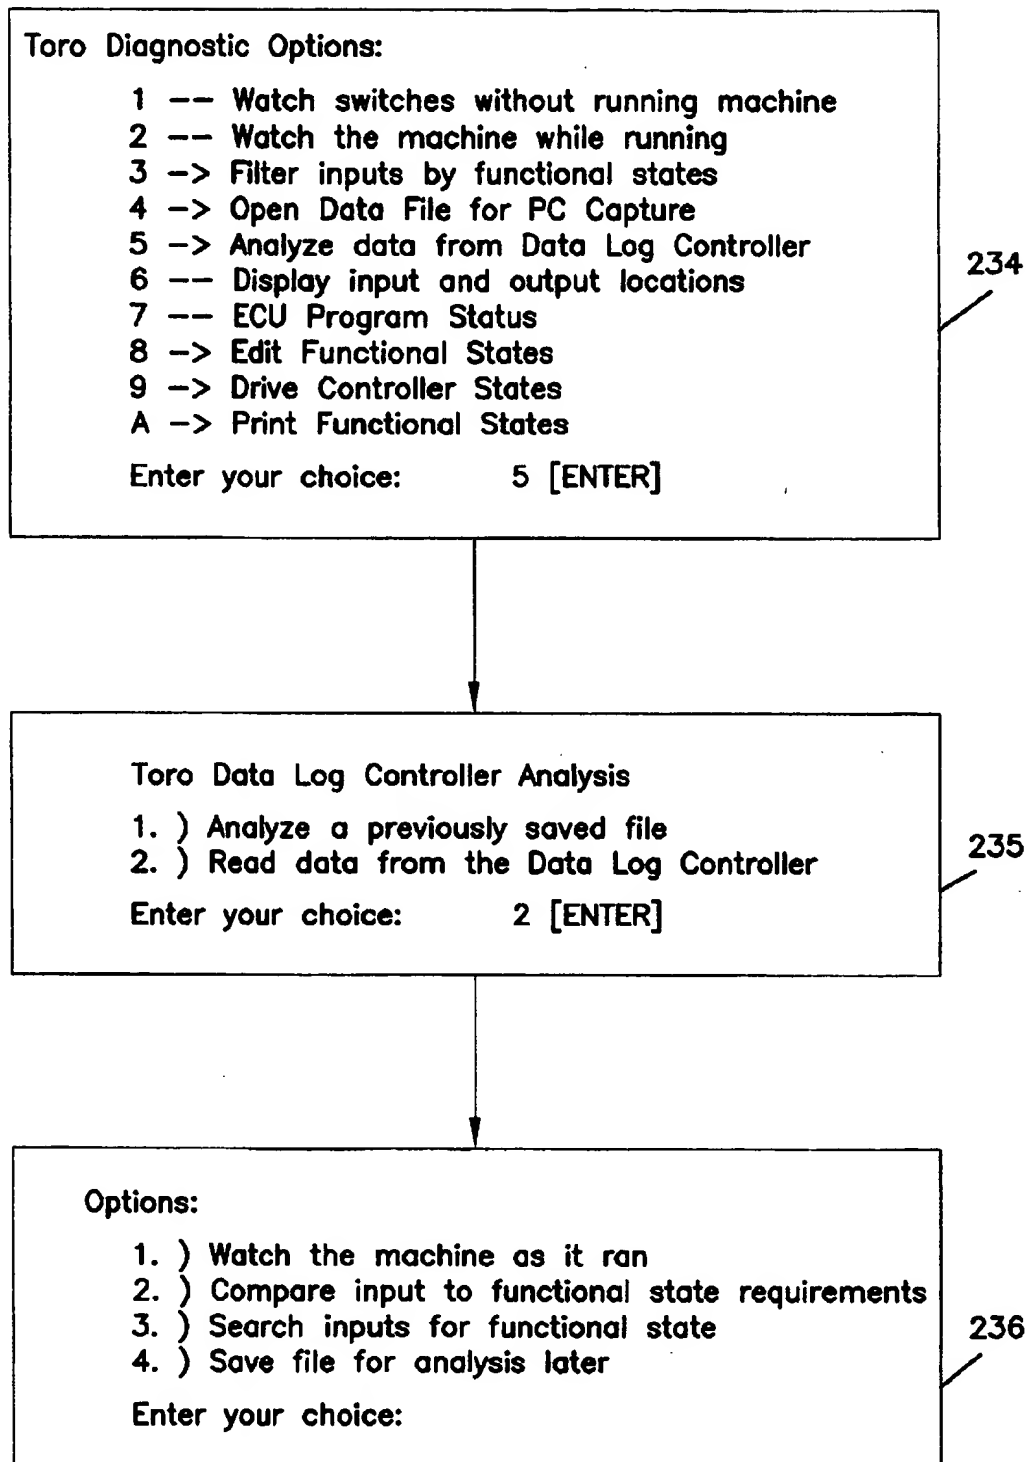 Toro Diagnostic Options:
1 -- Watch switches without running machine
2 -- Watch the machine while running
3 -> Filter inputs by functional states
4 -> Open Data File for PC Capture
5 -> Analyze data from Data Log Controller
6 -- Display input and output locations
7 -- ECU Program Status
8 -> Edit Functional States
9 -> Drive Controller States
A -> Print Functional States
Enter your choice: 5 [ENTER]
234
Toro Data Log Controller Analysis
1. ) Analyze a previously saved file
2. ) Read data from the Data Log Controller
Enter your choice: 2 [ENTER]
235
Options:
1. ) Watch the machine as it ran
2. ) Compare input to functional state requirements
3. ) Search inputs for functional state
4. ) Save file for analysis later
Enter your choice:
236